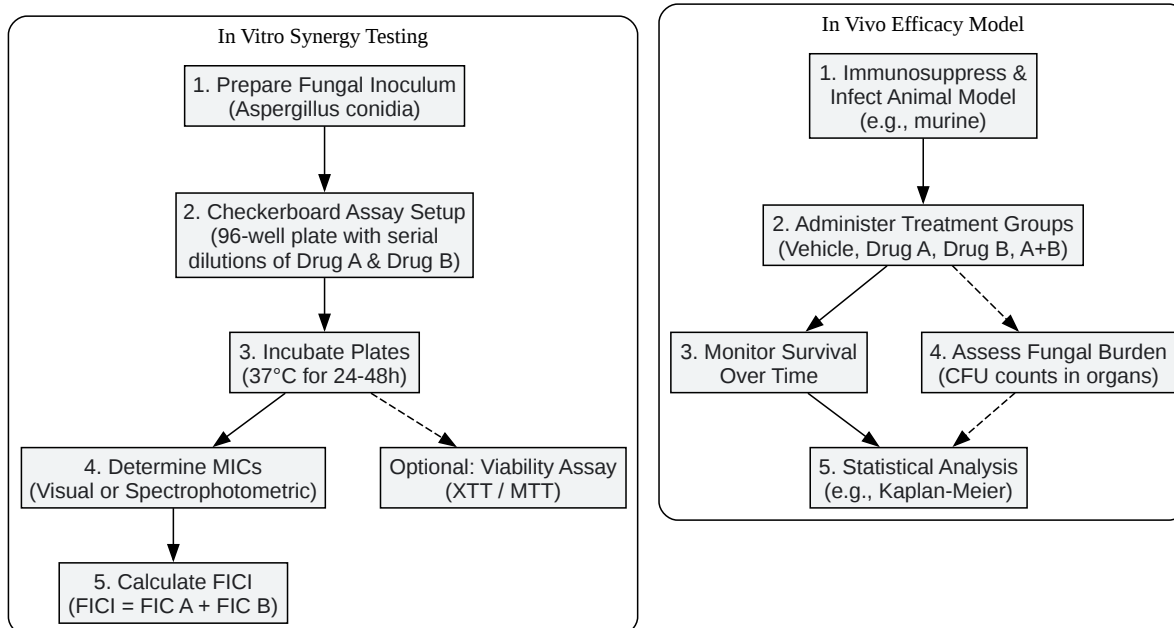 In Vitro Synergy Testing
1. Prepare Fungal Inoculum
(Aspergillus conidia)
2. Checkerboard Assay Setup
(96-well plate with serial
dilutions of Drug A & Drug B)
3. Incubate Plates
(37°C for 24-48h)
4. Determine MICs
(Visual or Spectrophotometric)
Optional: Viability Assay
(XTT / MTT)
5. Calculate FICI
(FICI = FIC A + FIC B)
In Vivo Efficacy Model
1. Immunosuppress &
Infect Animal Model
(e.g., murine)
2. Administer Treatment Groups
(Vehicle, Drug A, Drug B, A+B)
3. Monitor Survival
Over Time
4. Assess Fungal Burden
(CFU counts in organs)
5. Statistical Analysis
(e.g., Kaplan-Meier)